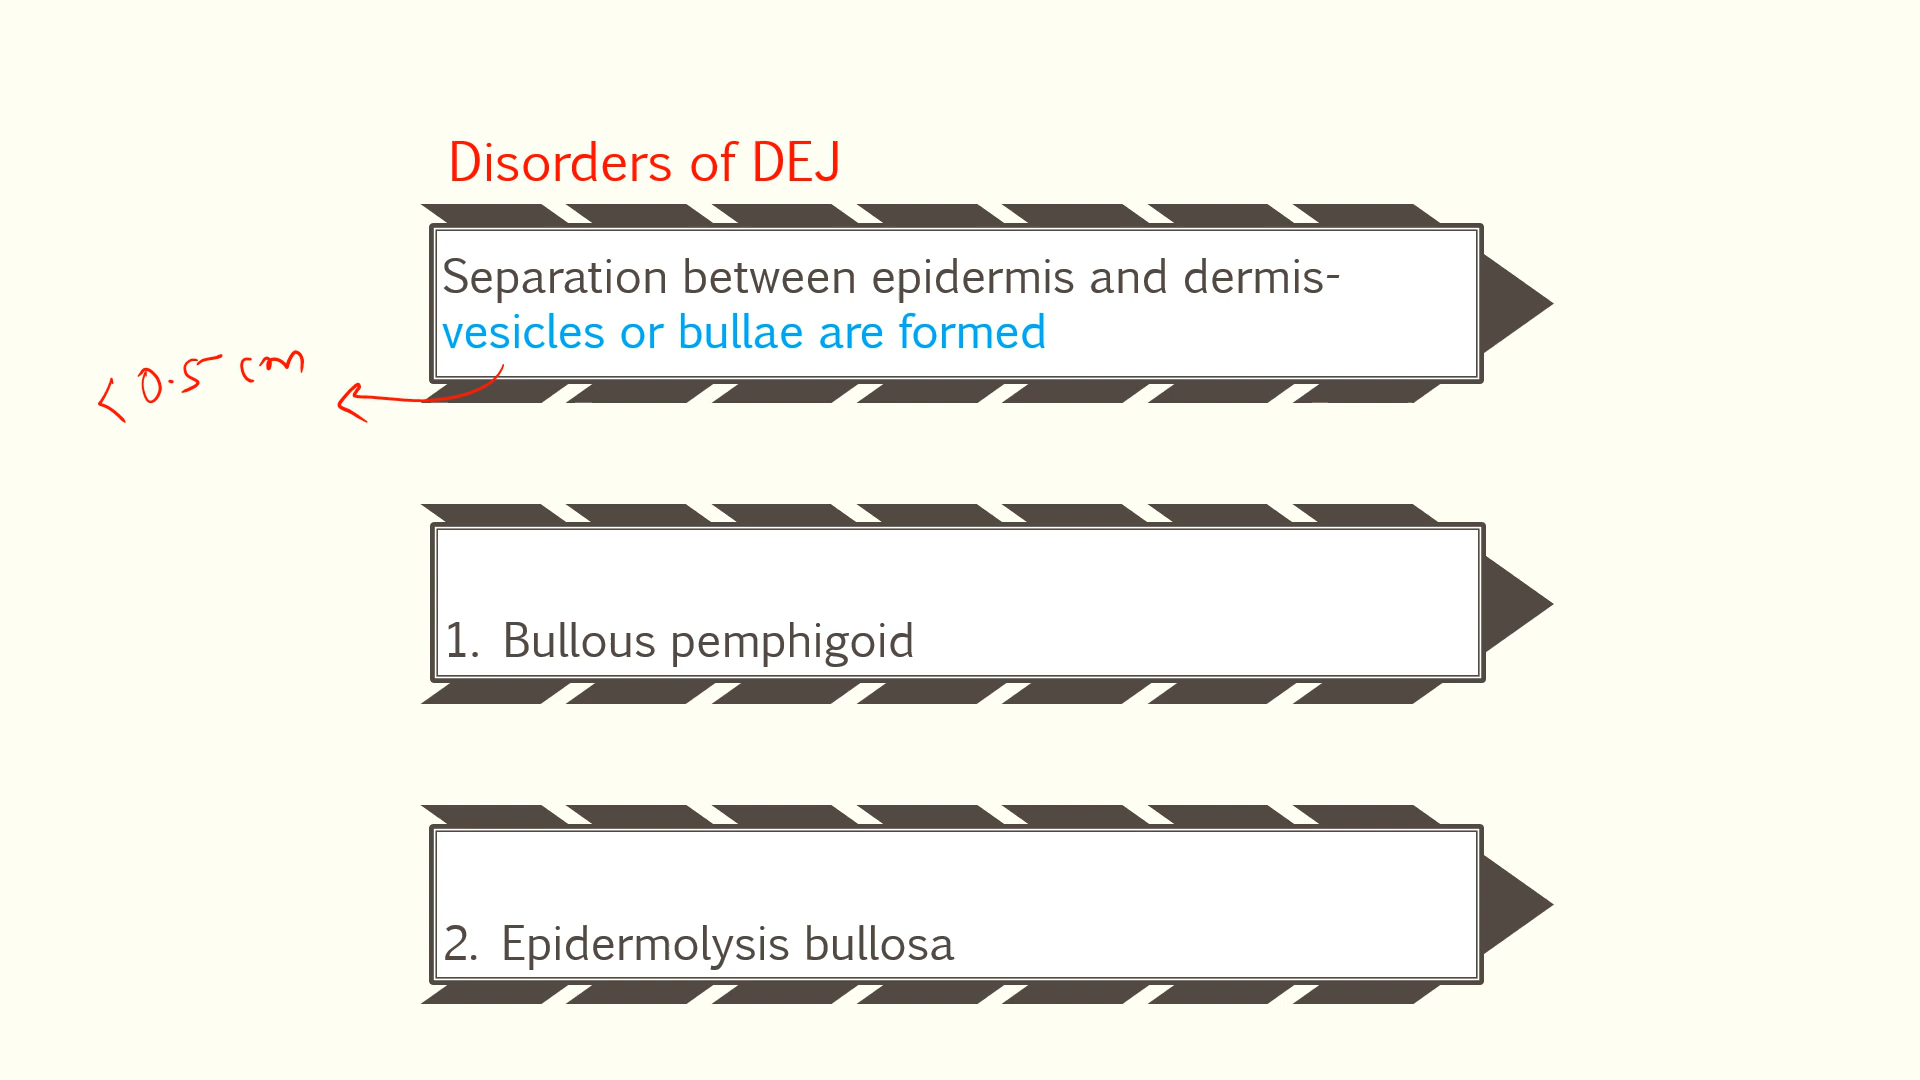 Disorders of DEJ
Separation between epidermis and dermis-
vesicles or bullae are formed
< 0.5 cm
1. Bullous pemphigoid
2. Epidermolysis bullosa